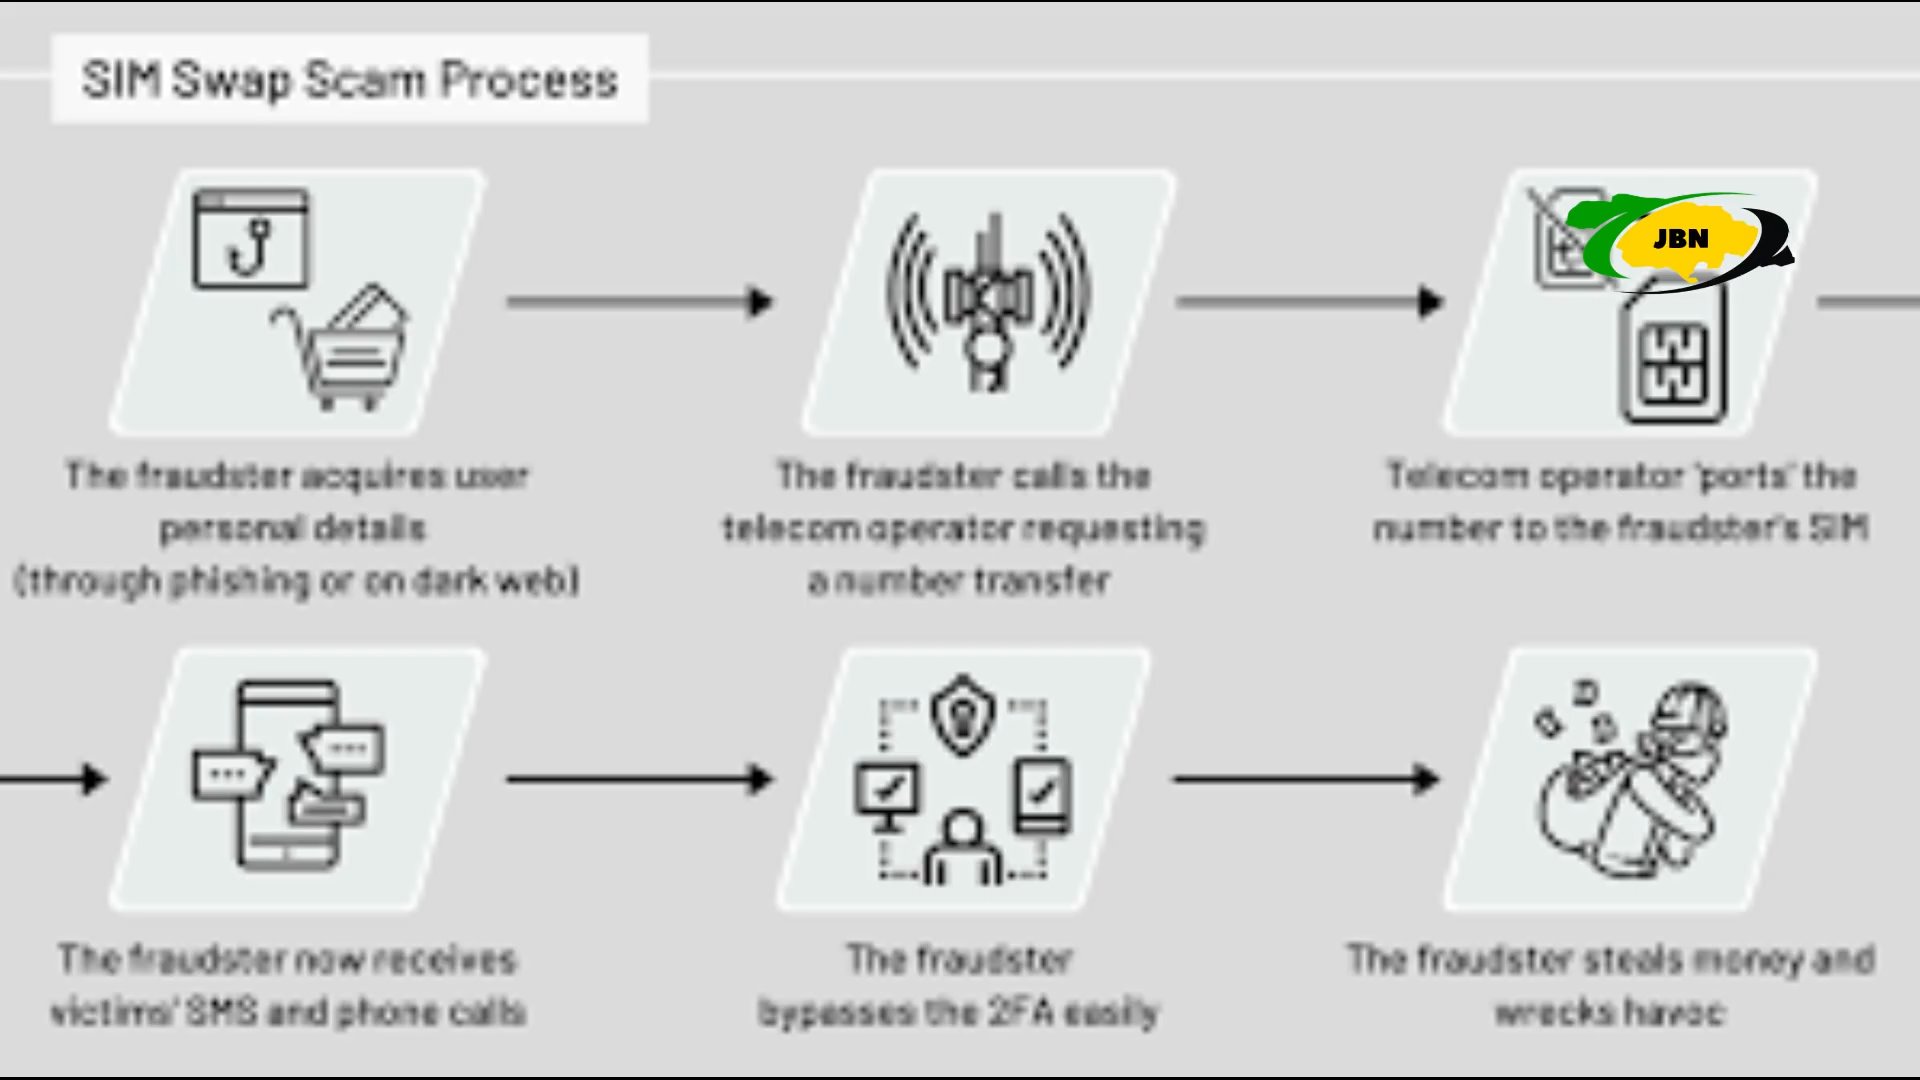 SIM Swap Scam Process
JBN
The fraudster acquires user
personal details
(through phishing or on dark web)
The fraudster calls the
telecom operator requesting
a number transfer
Telecom operator 'ports' the
number to the fraudster's SIM
The fraudster now receives
victims' SMS and phone calls
The fraudster
bypasses the 2FA easily
The fraudster steals money and
wrecks havoc